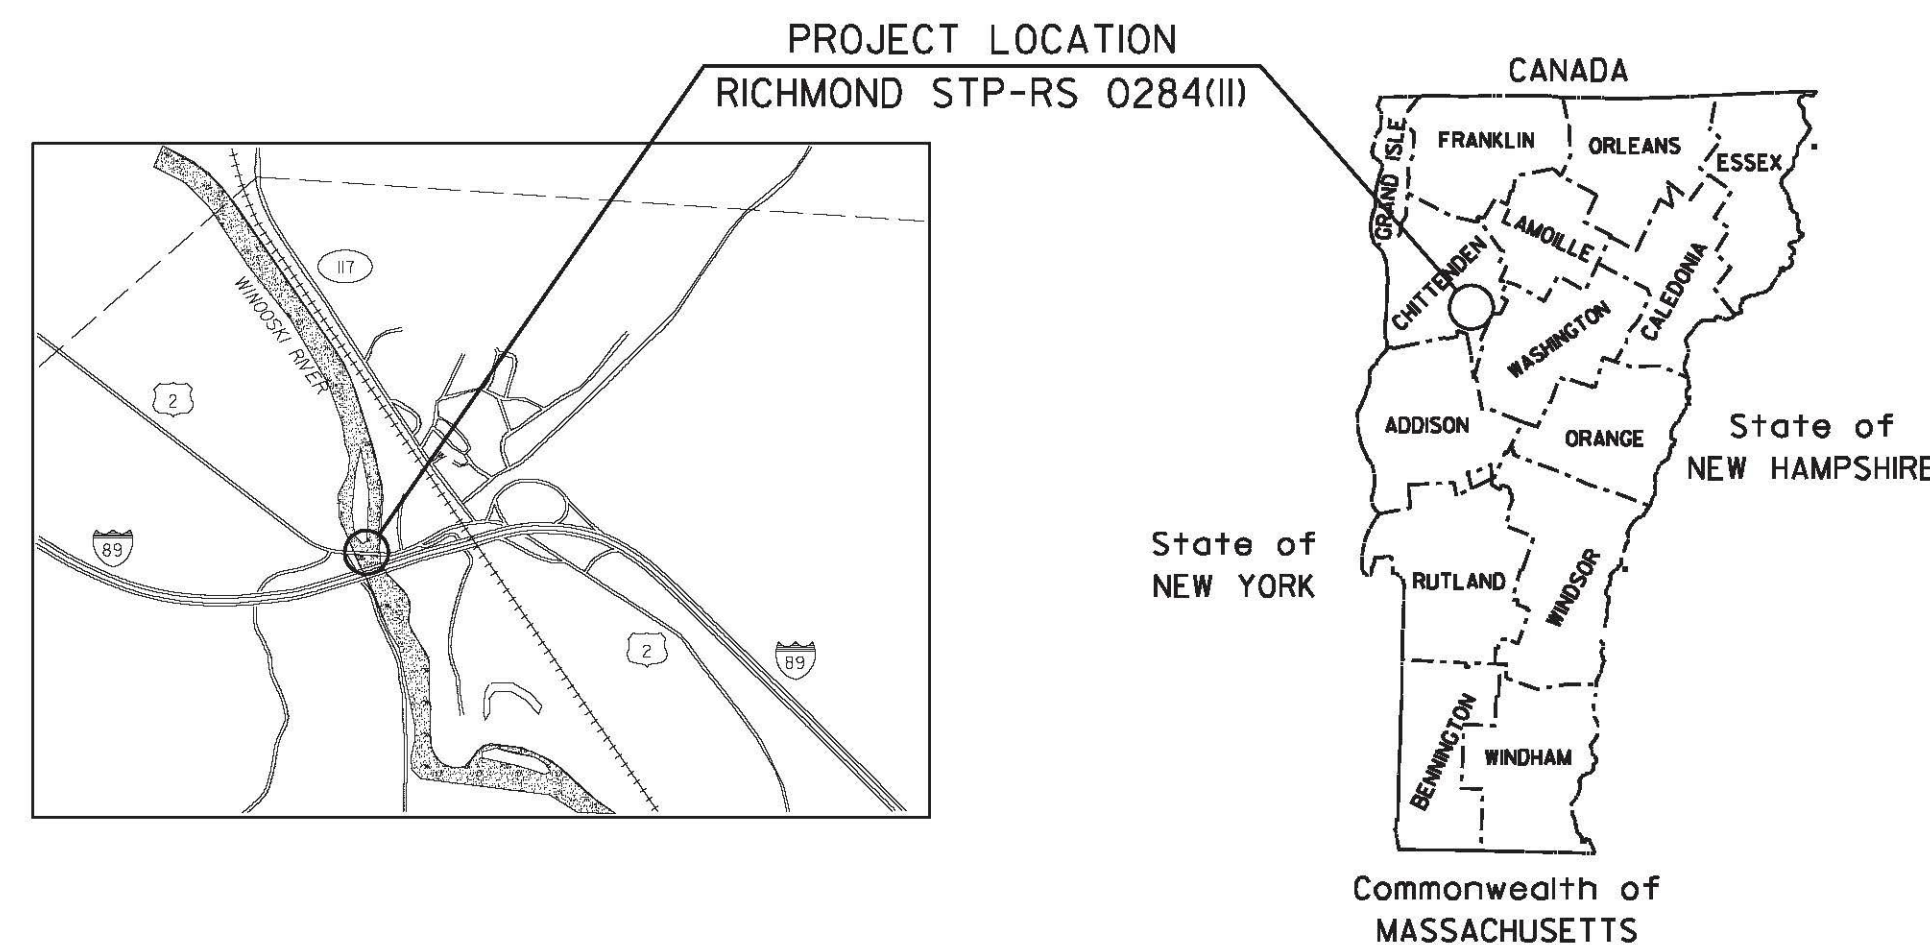 PROJECT LOCATION
RICHMOND STP-RS 0284(11)
117
WINOOSKI RIVER
2
89
2
89
CANADA
GRAND ISLE
FRANKLIN
ORLEANS
ESSEX
LAMOILLE
CHITTENDEN
CALEDONIA
WASHINGTON
ADDISON
ORANGE
State of
NEW HAMPSHIRE
State of
NEW YORK
RUTLAND
WINDSOR
BENNINGTON
WINDHAM
Commonwealth of
MASSACHUSETTS